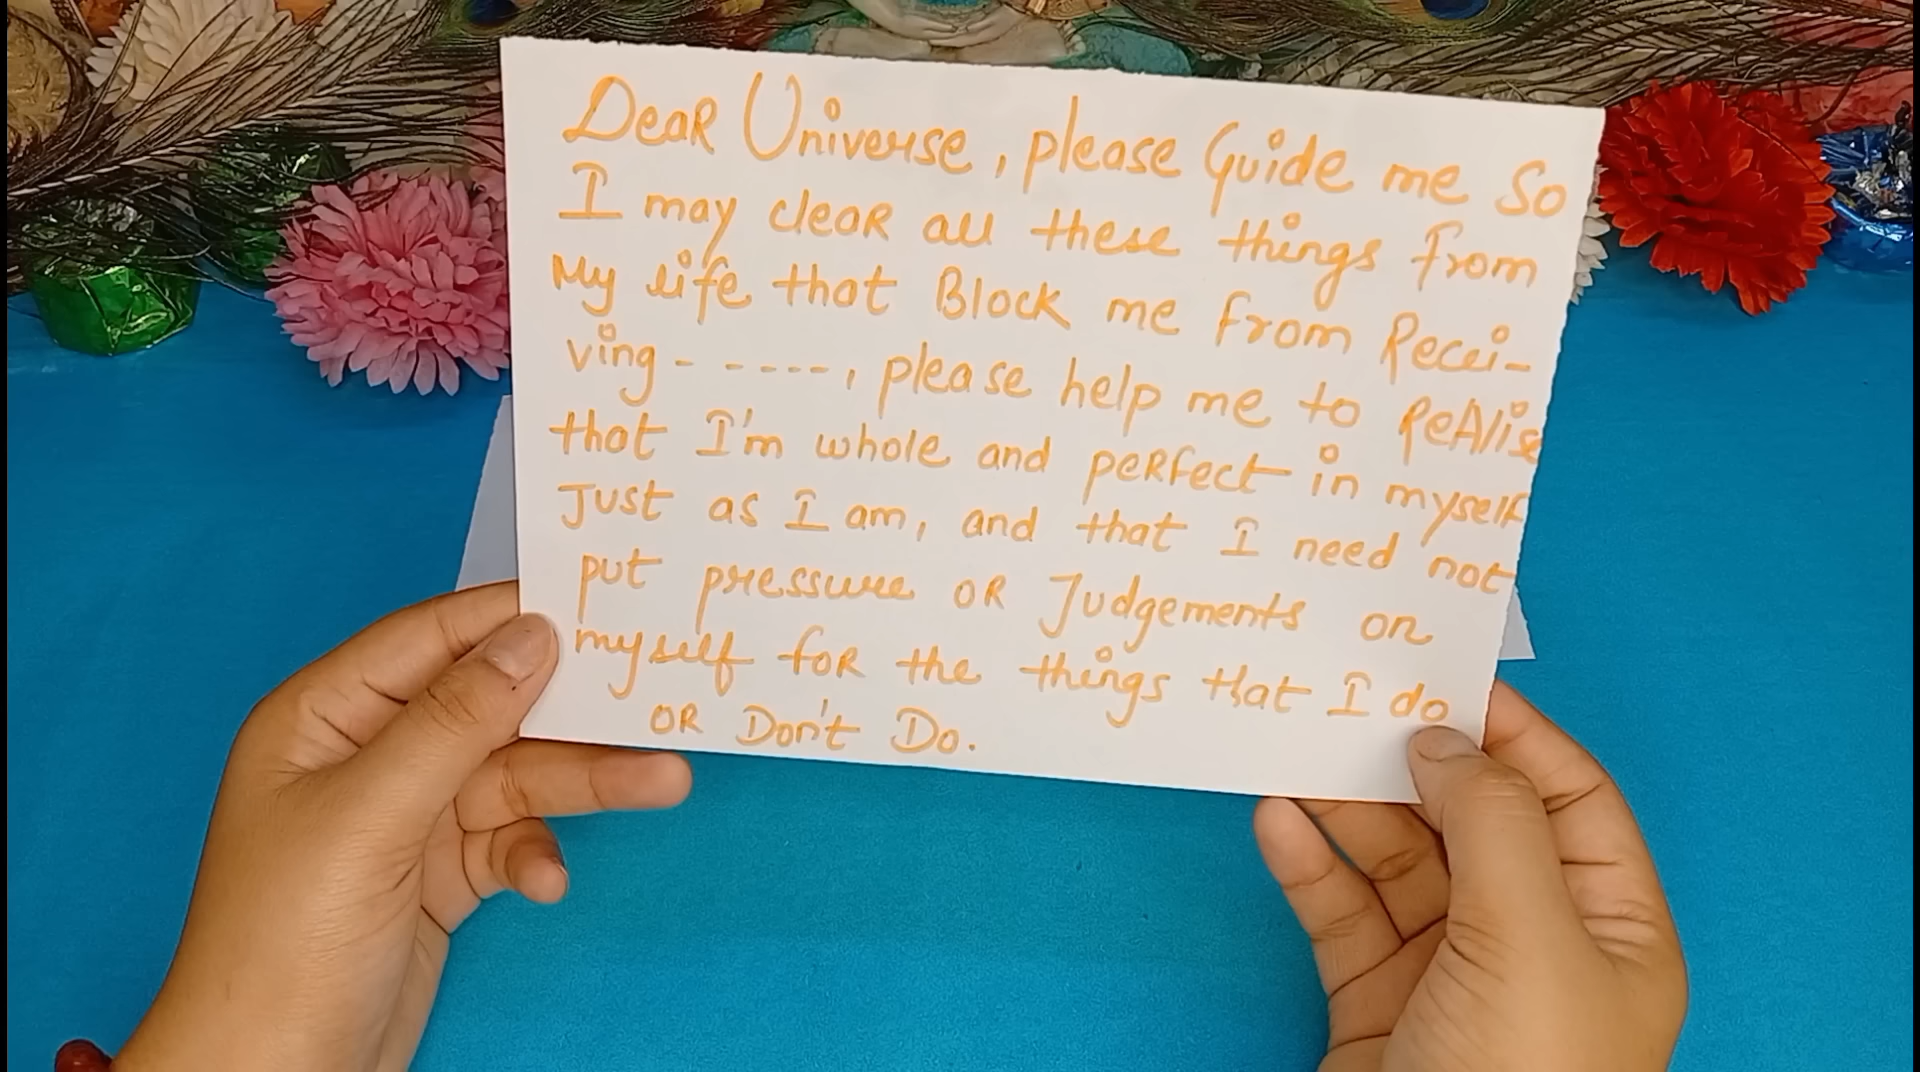 Dear Universe, please Guide me So
I may clear all these things from
My life that Block me from Recei-
ving - - - - - -, please help me to ReAlise
that I'm whole and perfect in myself
Just as I am, and that I need not
put pressure OR Judgements on
myself for the things that I do
OR Don't Do.